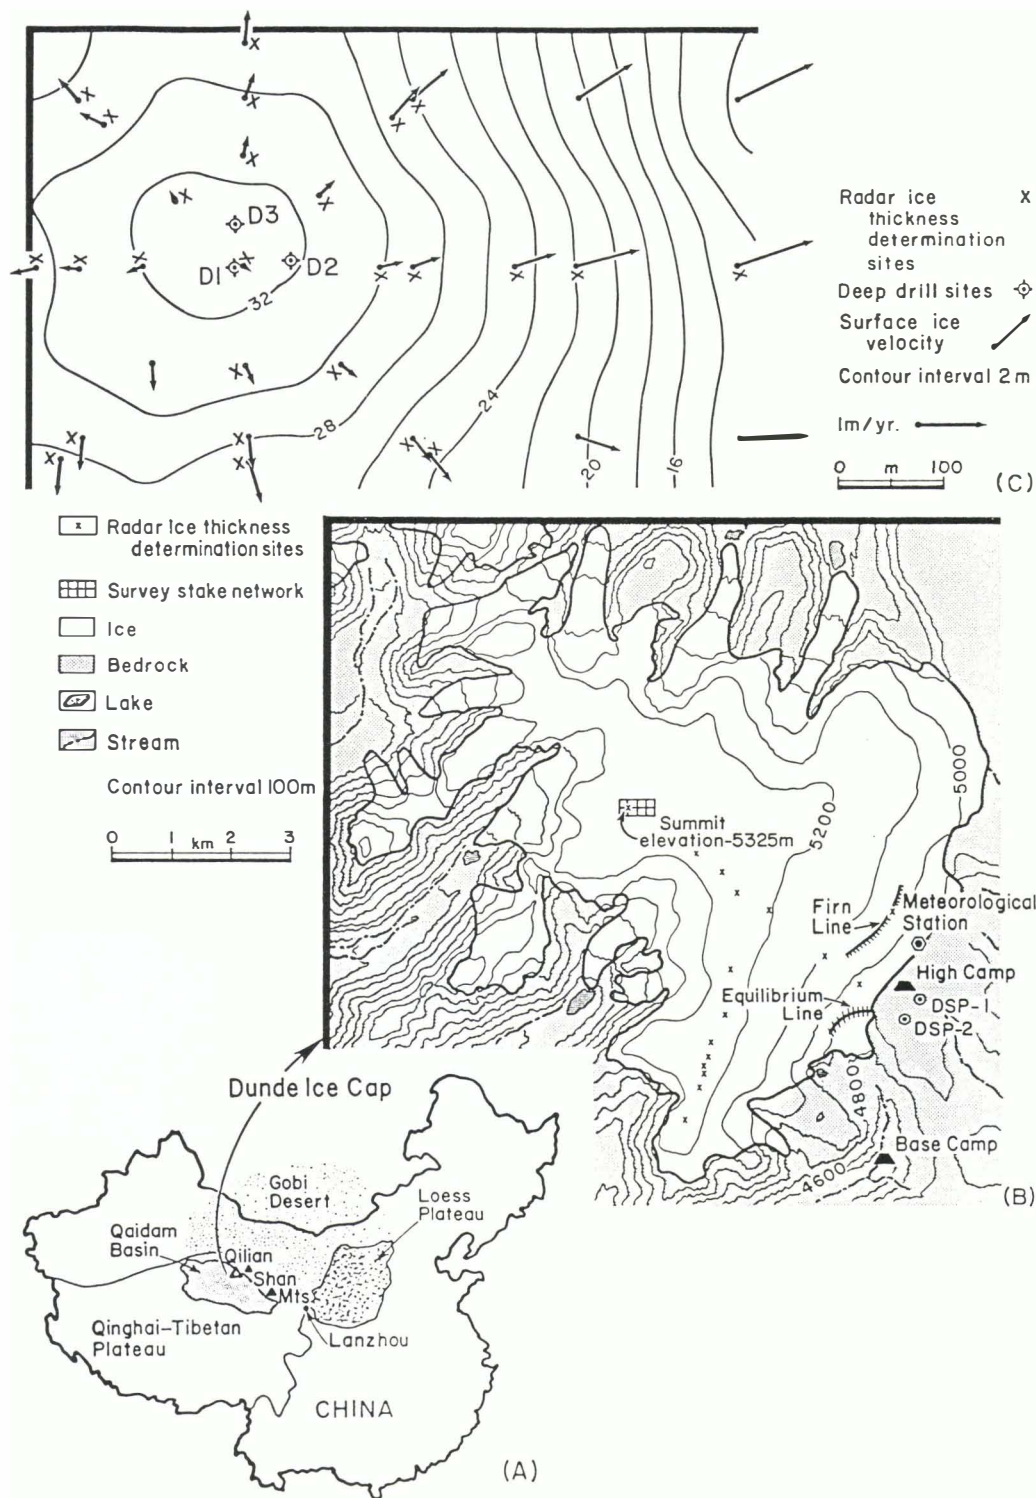 D3
D1
D2
32
28
24
20
16
Radar ice
thickness
determination
sites
x
Deep drill sites
Surface ice
velocity
Contour interval 2m
1m/yr.
0 m 100
(C)
x Radar Ice thickness
determination sites
Survey stake network
Ice
Bedrock
Lake
Stream
Contour interval 100m
0 km 3
1 2
Summit
elevation-5325m
5200
5000
Firn
Line
Meteorological
Station
High Camp
DSP-1
DSP-2
Equilibrium
Line
4800
Base Camp
4600
(B)
Dunde Ice Cap
Gobi
Desert
Loess
Plateau
Qaidam
Basin
Qilian
Shan
Mts.
Qinghai-Tibetan
Plateau
Lanzhou
CHINA
(A)